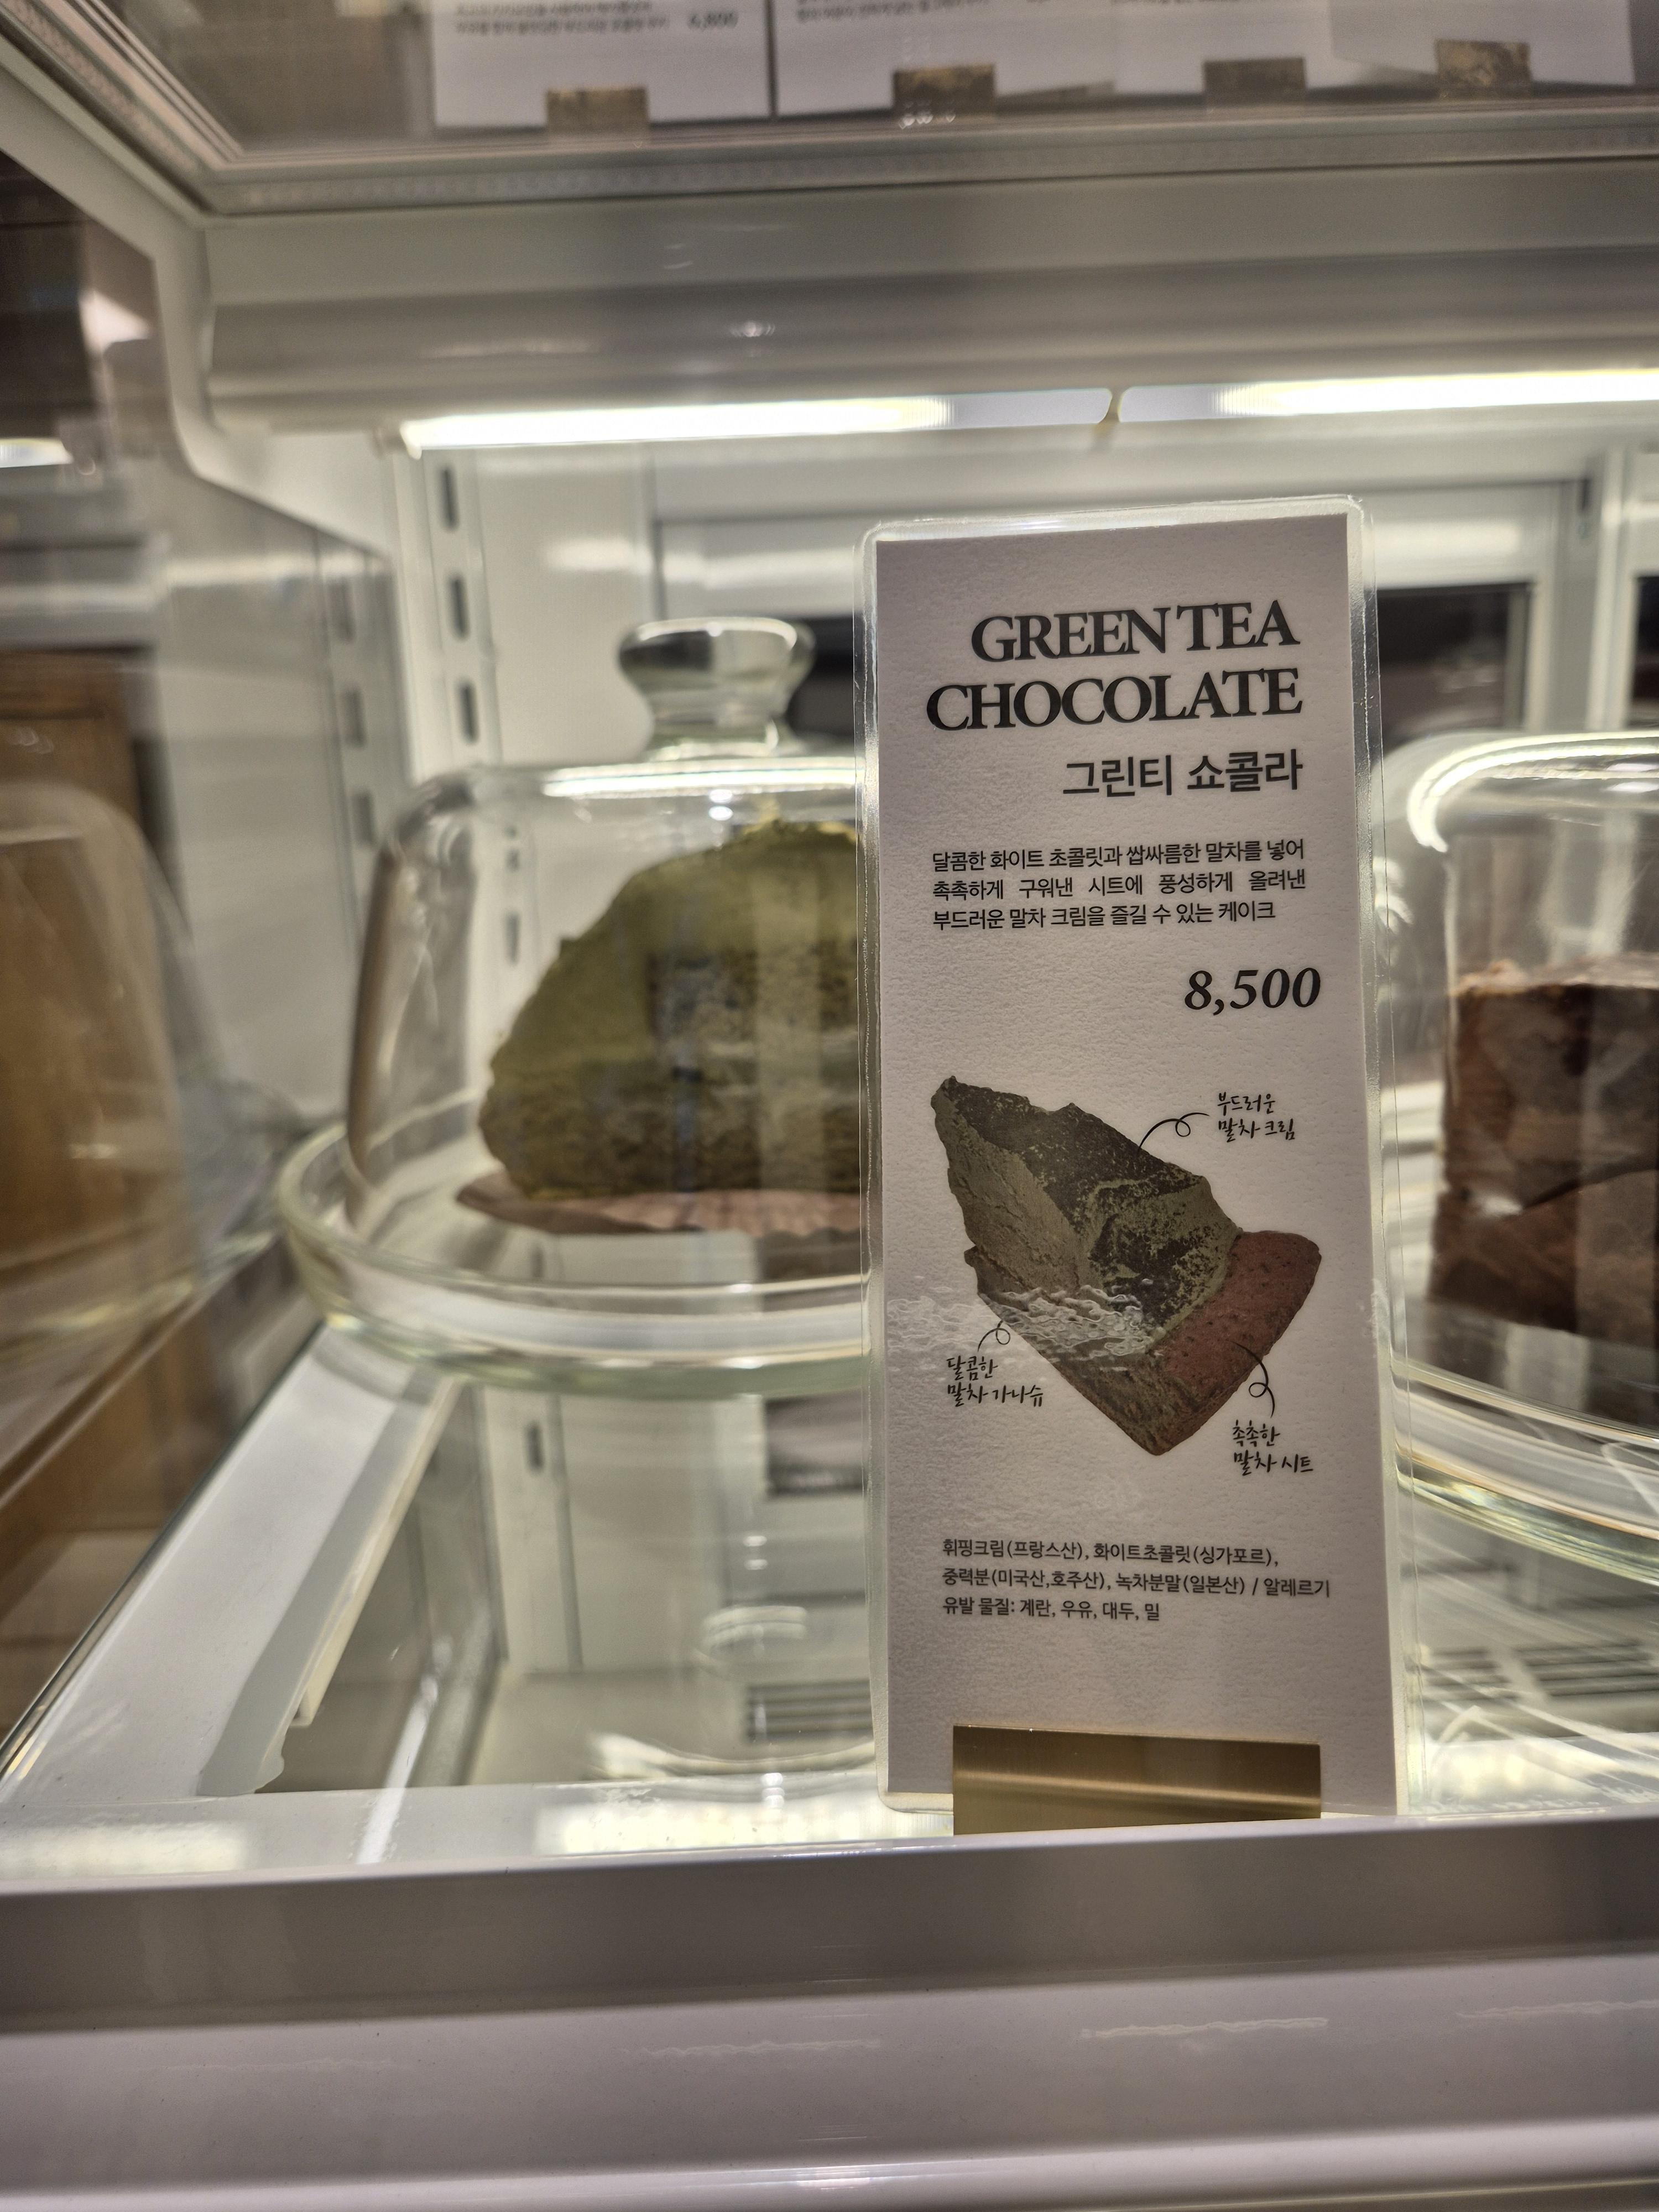 4,800
GREEN TEA
CHOCOLATE
그린티 쇼콜라
달콤한 화이트 초콜릿과 쌉싸름한 말차를 넣어
촉촉하게 구워낸 시트에 풍성하게 올려낸
부드러운 말차 크림을 즐길 수 있는 케이크
8,500
부드러운
말차 크림
달콤한
말차 가나슈
촉촉한
말차 시트
휘핑크림(프랑스산), 화이트초콜릿(싱가포르),
중력분(미국산,호주산), 녹차분말(일본산) / 알레르기
유발 물질: 계란, 우유, 대두, 밀